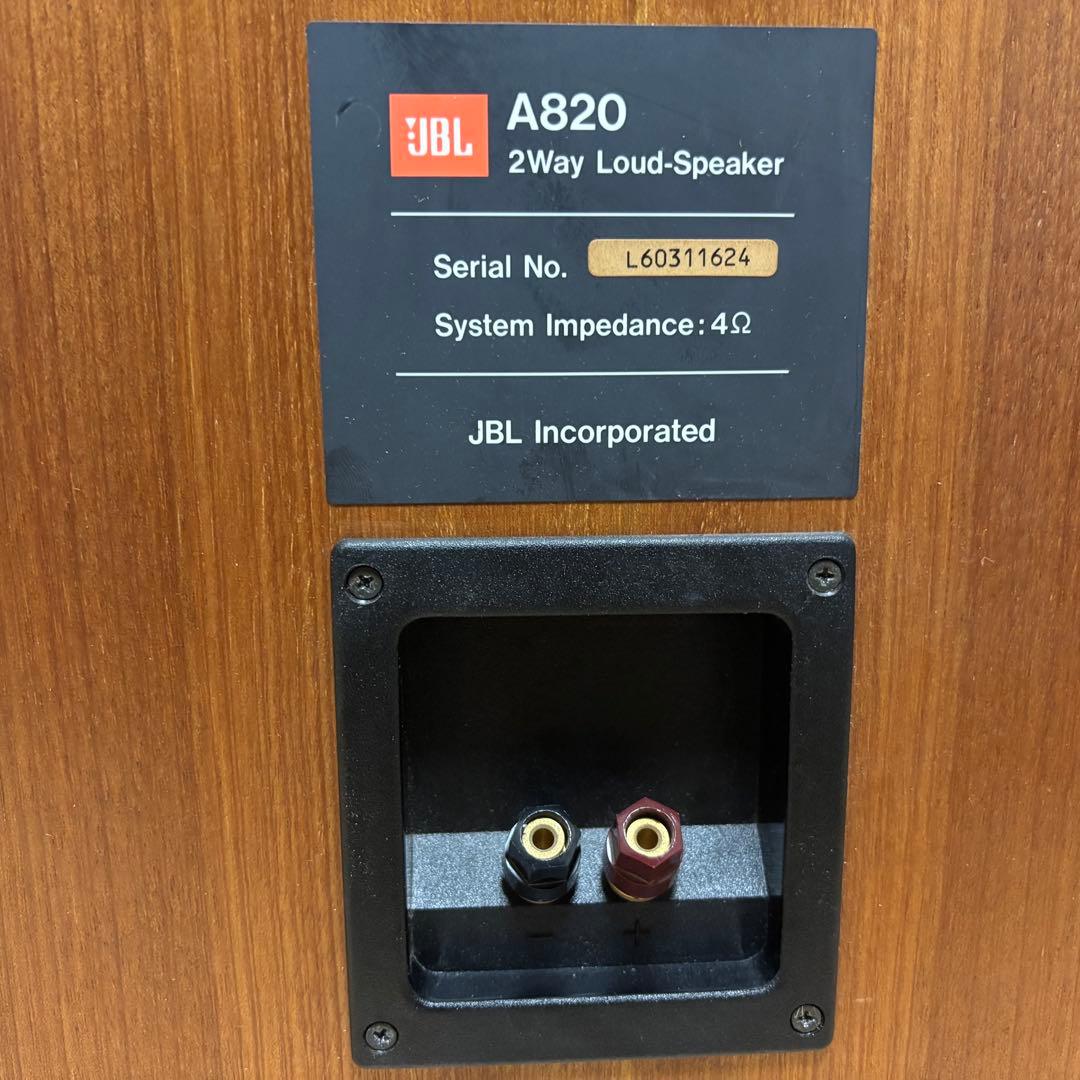 JBL
A820
2Way Loud-Speaker
Serial No. L60311624
System Impedance: 4Ω
JBL Incorporated
− +